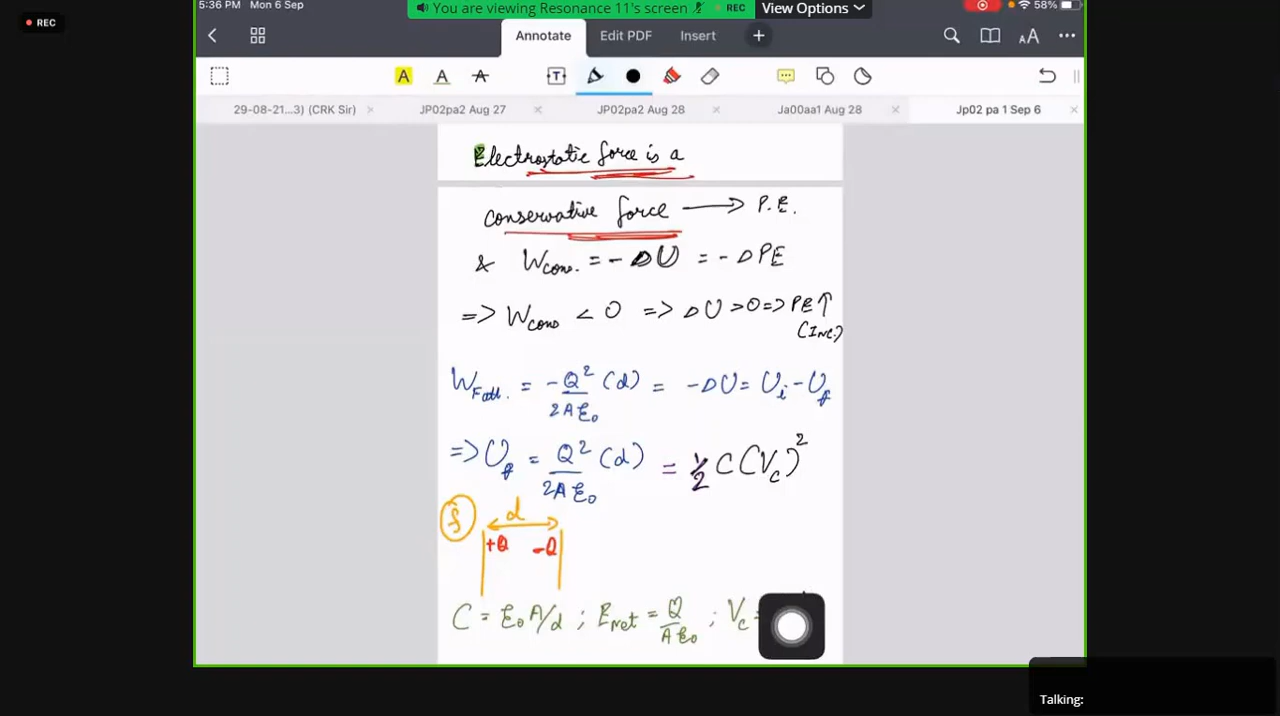 5:36 PM Mon 6 Sep
You are viewing Resonance 11's screen REC View Options
58%
REC
Annotate Edit PDF Insert +
29-08-21...3) (CRK Sir) × JP02pa2 Aug 27 × JP02pa2 Aug 28 × Ja00aa1 Aug 28 × Jp02 pa 1 Sep 6 ×
Electrostatic force is a
conservative force → P.E.
& Wcons. = - ΔU = - ΔPE
=> Wcons < 0 => ΔU >0 => PE↑
(Inc.)
WFatt. = -Q²/2Aε₀ (d) = -ΔU = Ui - Uf
=> Uf = Q²/2Aε₀ (d) = ½ C (Vc)²
f d
+Q -Q
C = ε₀A/d ; Enet = Q/Aε₀ ; Vc =
Talking: